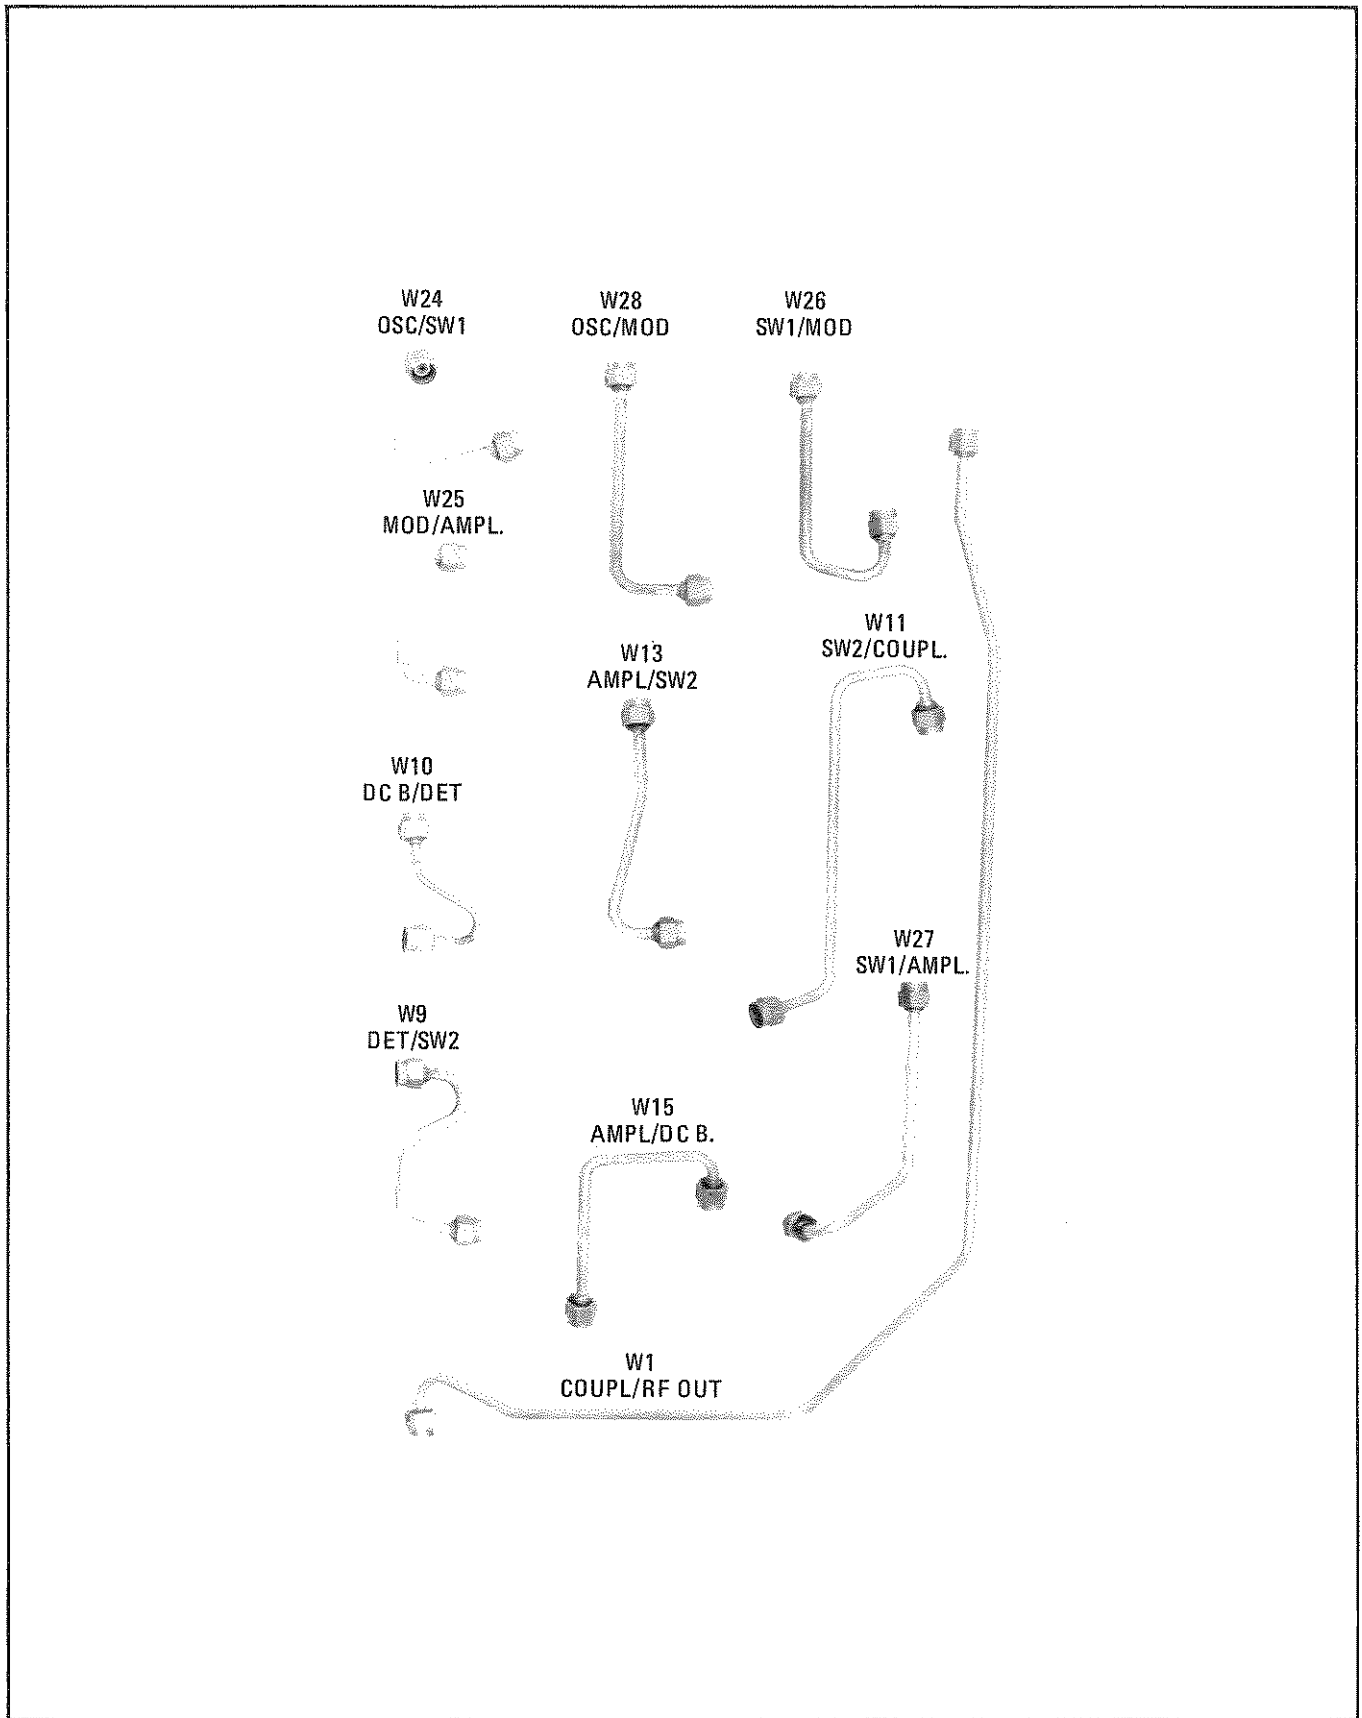 W24
OSC/SW1
W28
OSC/MOD
W26
SW1/MOD
W25
MOD/AMPL.
W11
SW2/COUPL.
W13
AMPL/SW2
W10
DC B/DET
W27
SW1/AMPL.
W9
DET/SW2
W15
AMPL/DC B.
W1
COUPL/RF OUT